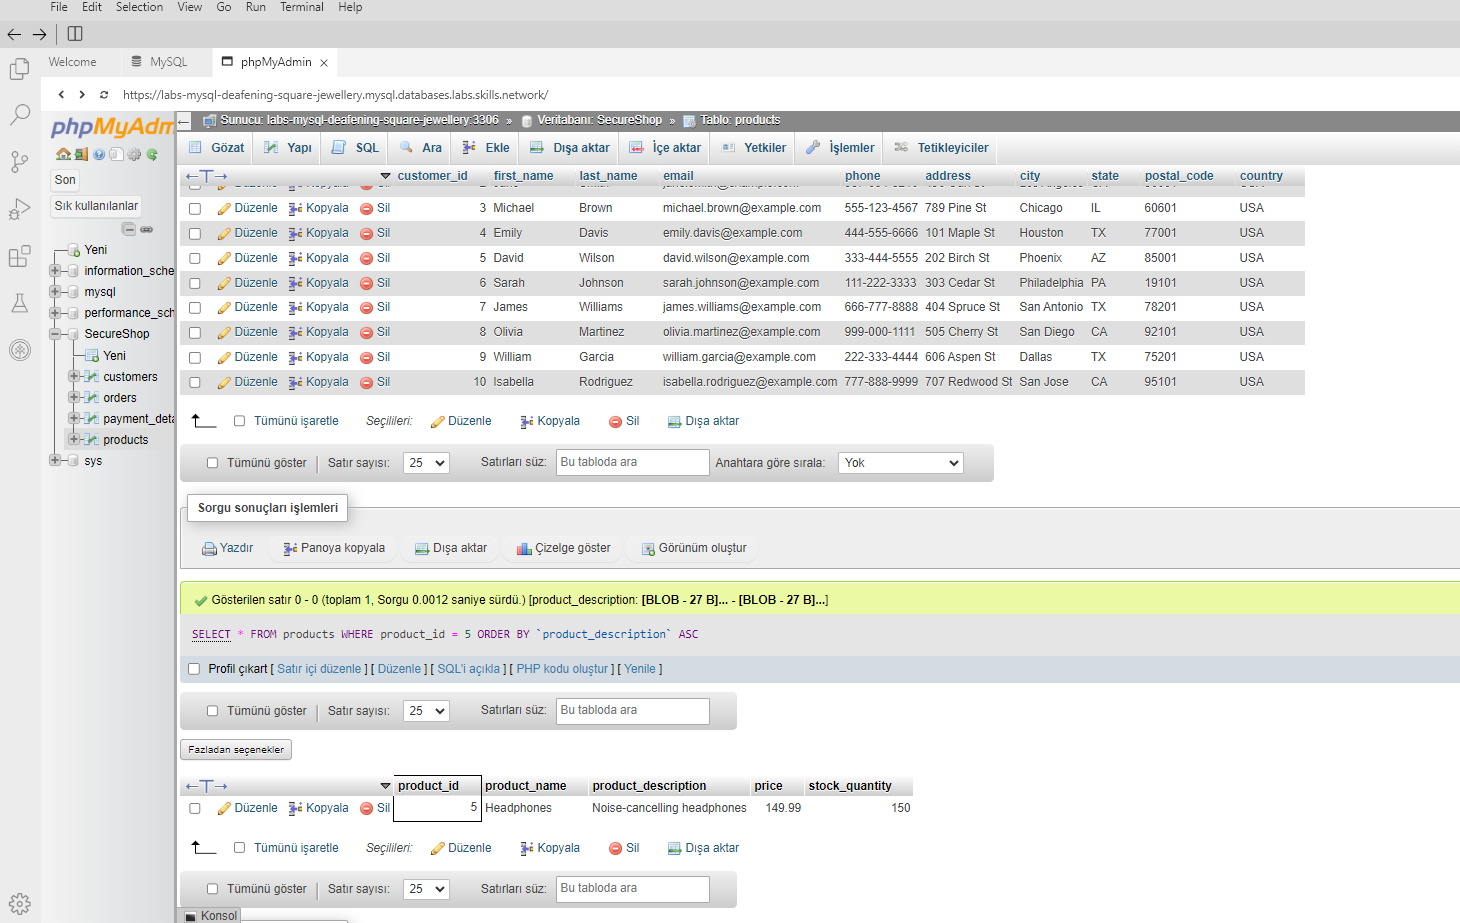 File Edit Selection View Go Run Terminal Help
Welcome MySQL phpMyAdmin
https://labs-mysql-deafening-square-jewellery.mysql.databases.labs.skills.network/
phpMyAdm
Son
Sık kullanılanlar
Yeni
information_sche
mysql
performance_sch
SecureShop
Yeni
customers
orders
payment_deta
products
sys
Sunucu: labs-mysql-deafening-square-jewellery:3306 » Veritabanı: SecureShop » Tablo: products
Gözat Yapı SQL Ara Ekle Dışa aktar İçe aktar Yetkiler İşlemler Tetikleyiciler
customer_id first_name last_name email phone address city state postal_code country
Düzenle Kopyala Sil 3 Michael Brown michael.brown@example.com 555-123-4567 789 Pine St Chicago IL 60601 USA
Düzenle Kopyala Sil 4 Emily Davis emily.davis@example.com 444-555-6666 101 Maple St Houston TX 77001 USA
Düzenle Kopyala Sil 5 David Wilson david.wilson@example.com 333-444-5555 202 Birch St Phoenix AZ 85001 USA
Düzenle Kopyala Sil 6 Sarah Johnson sarah.johnson@example.com 111-222-3333 303 Cedar St Philadelphia PA 19101 USA
Düzenle Kopyala Sil 7 James Williams james.williams@example.com 666-777-8888 404 Spruce St San Antonio TX 78201 USA
Düzenle Kopyala Sil 8 Olivia Martinez olivia.martinez@example.com 999-000-1111 505 Cherry St San Diego CA 92101 USA
Düzenle Kopyala Sil 9 William Garcia william.garcia@example.com 222-333-4444 606 Aspen St Dallas TX 75201 USA
Düzenle Kopyala Sil 10 Isabella Rodriguez isabella.rodriguez@example.com 777-888-9999 707 Redwood St San Jose CA 95101 USA
Tümünü işaretle Seçilileri: Düzenle Kopyala Sil Dışa aktar
Tümünü göster Satır sayısı: 25 Satırları süz: Bu tabloda ara Anahtara göre sırala: Yok
Sorgu sonuçları işlemleri
Yazdır Panoya kopyala Dışa aktar Çizelge göster Görünüm oluştur
Gösterilen satır 0 - 0 (toplam 1, Sorgu 0.0012 saniye sürdü.) [product_description: [BLOB - 27 B]... - [BLOB - 27 B]...]
SELECT * FROM products WHERE product_id = 5 ORDER BY `product_description` ASC
Profil çıkart [ Satır içi düzenle ] [ Düzenle ] [ SQL'i açıkla ] [ PHP kodu oluştur ] [ Yenile ]
Tümünü göster Satır sayısı: 25 Satırları süz: Bu tabloda ara
Fazladan seçenekler
product_id product_name product_description price stock_quantity
Düzenle Kopyala Sil 5 Headphones Noise-cancelling headphones 149.99 150
Tümünü işaretle Seçilileri: Düzenle Kopyala Sil Dışa aktar
Tümünü göster Satır sayısı: 25 Satırları süz: Bu tabloda ara
Konsol